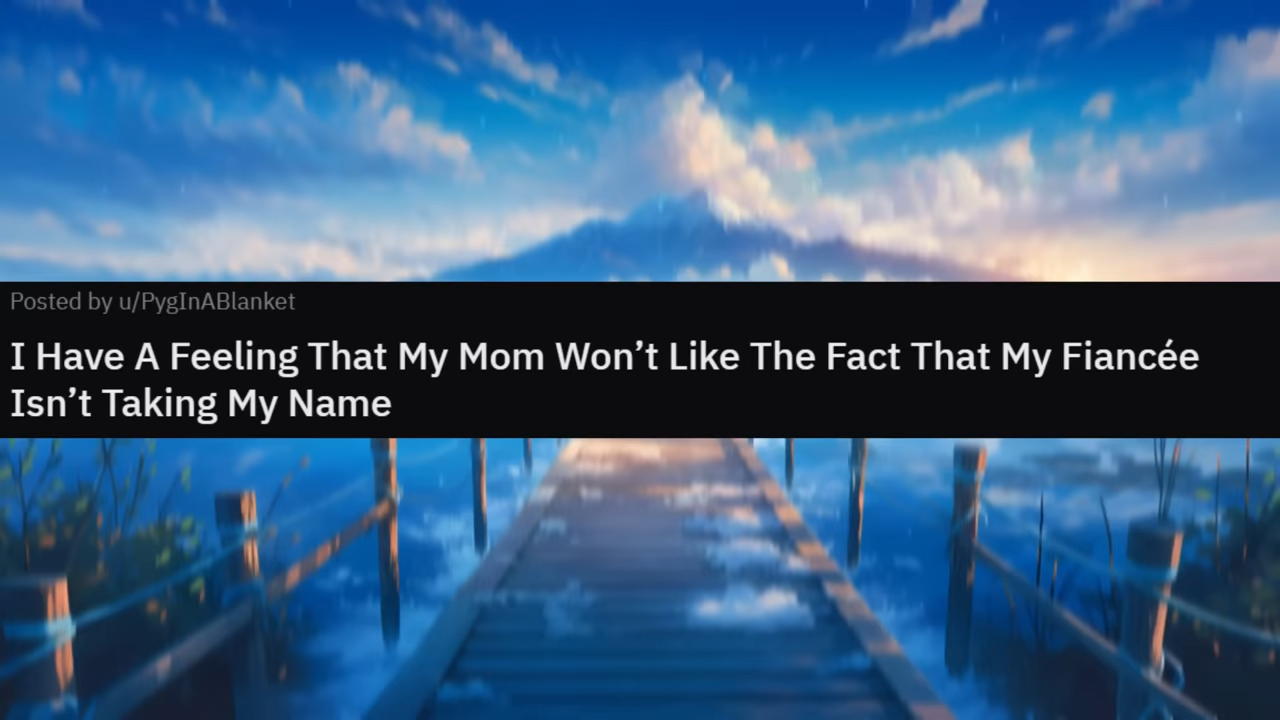 Posted by u/PygInABlanket
I Have A Feeling That My Mom Won’t Like The Fact That My Fiancée
Isn’t Taking My Name